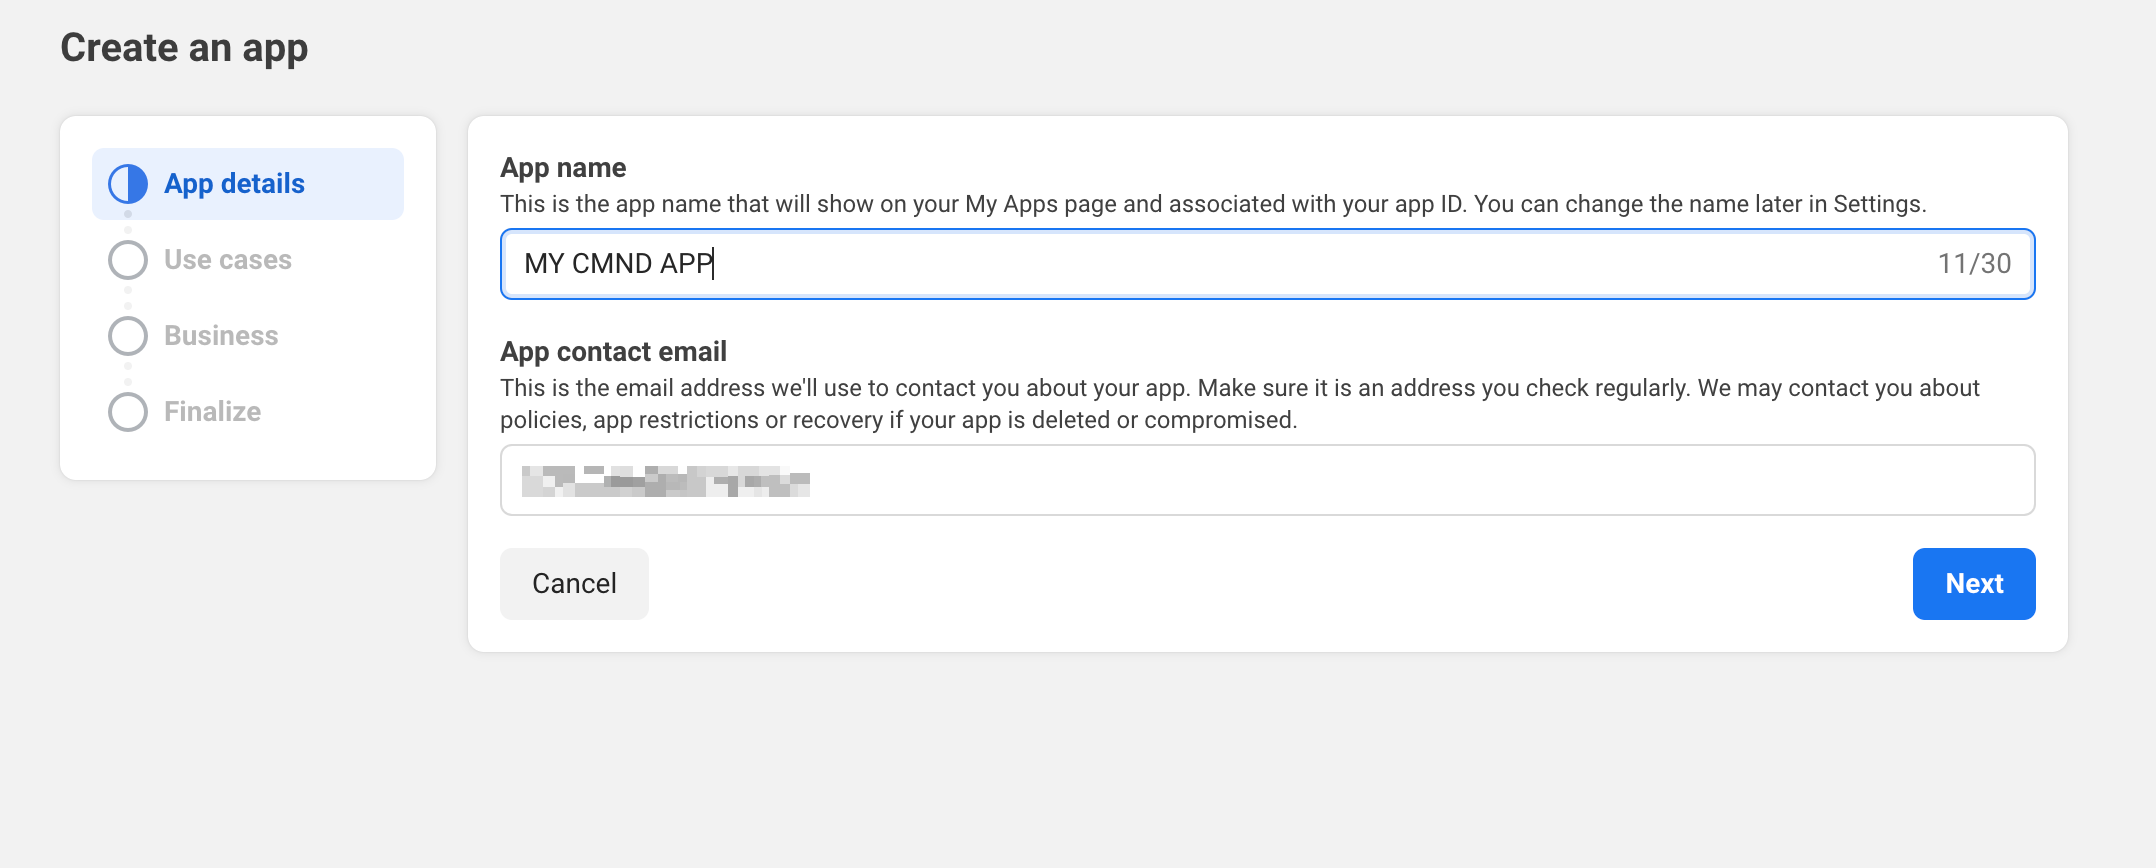 Create an app
App details
Use cases
Business
Finalize
App name
This is the app name that will show on your My Apps page and associated with your app ID. You can change the name later in Settings.
MY CMND APP
11/30
App contact email
This is the email address we'll use to contact you about your app. Make sure it is an address you check regularly. We may contact you about
policies, app restrictions or recovery if your app is deleted or compromised.
Cancel
Next